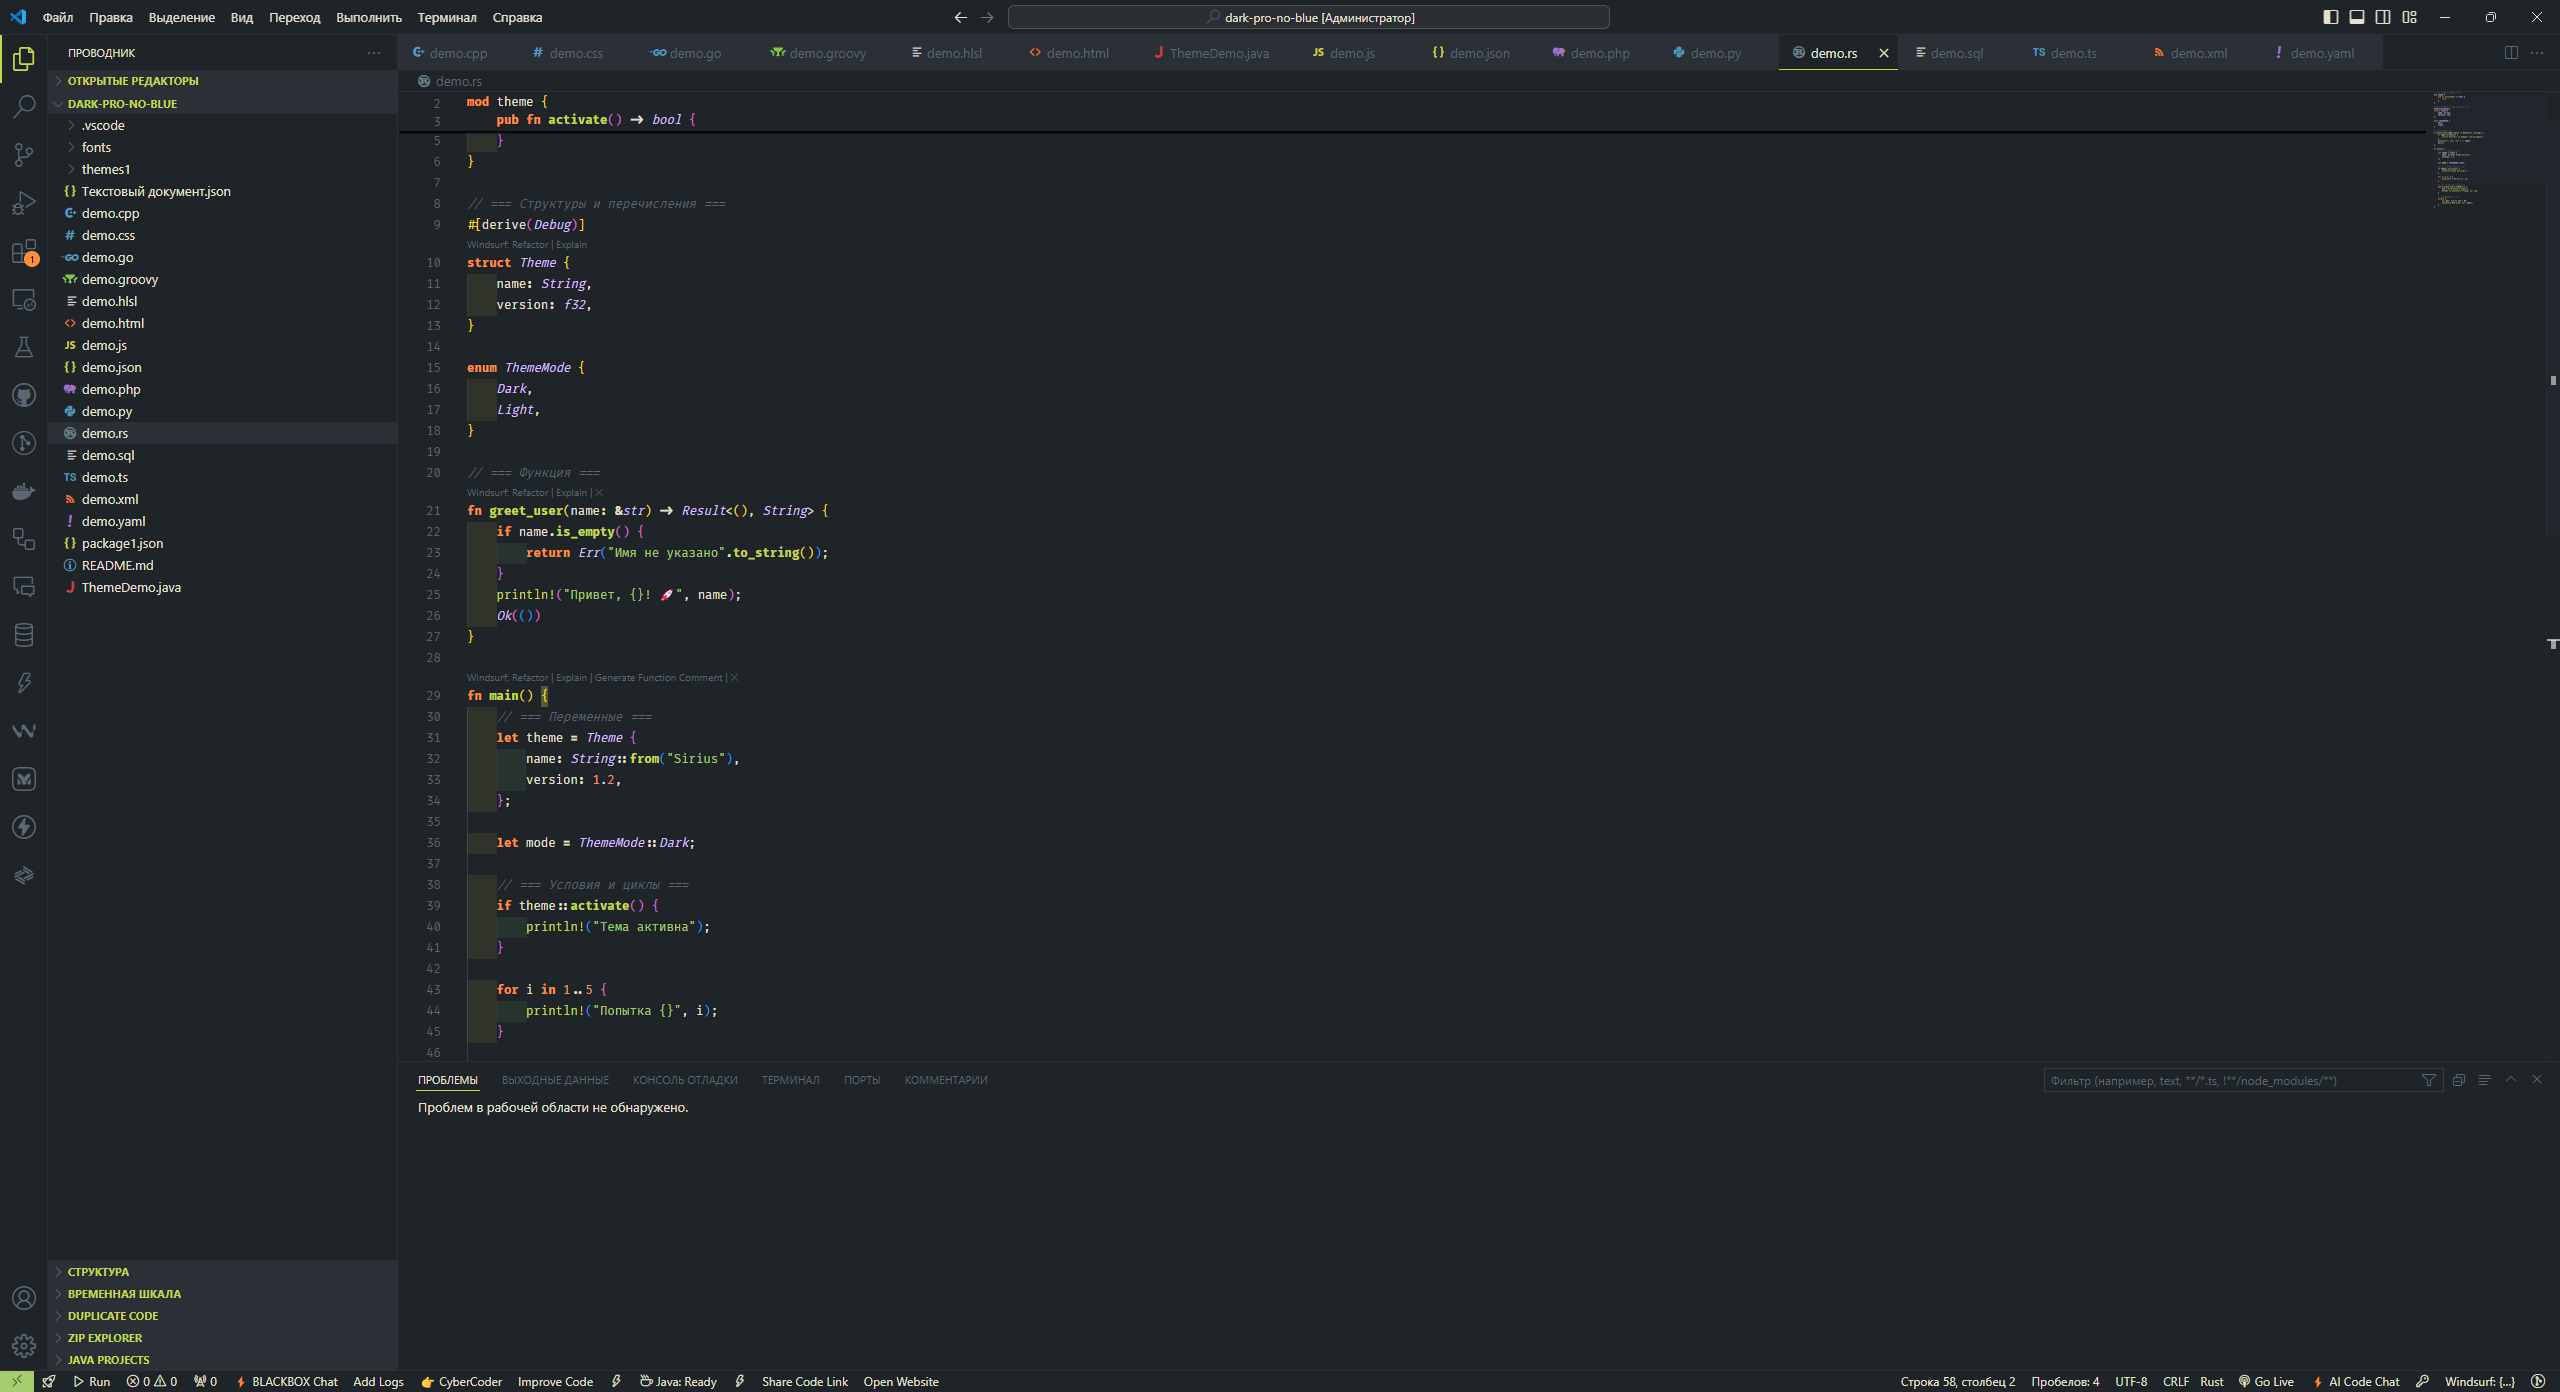 Файл Правка Выделение Вид Переход Выполнить Терминал Справка
dark-pro-no-blue [Администратор]
ПРОВОДНИК
ОТКРЫТЫЕ РЕДАКТОРЫ
DARK-PRO-NO-BLUE
.vscode
fonts
themes1
Текстовый документ.json
demo.cpp
demo.css
demo.go
demo.groovy
demo.hlsl
demo.html
demo.js
demo.json
demo.php
demo.py
demo.rs
demo.sql
demo.ts
demo.xml
demo.yaml
package1.json
README.md
ThemeDemo.java
СТРУКТУРА
ВРЕМЕННАЯ ШКАЛА
DUPLICATE CODE
ZIP EXPLORER
JAVA PROJECTS
demo.cpp demo.css demo.go demo.groovy demo.hlsl demo.html ThemeDemo.java demo.js demo.json demo.php demo.py demo.rs demo.sql demo.ts demo.xml demo.yaml
demo.rs
2 mod theme {
3 pub fn activate() -> bool {
5 }
6 }
7
8 // === Структуры и перечисления ===
9 #[derive(Debug)]
Windsurf: Refactor | Explain
10 struct Theme {
11 name: String,
12 version: f32,
13 }
14
15 enum ThemeMode {
16 Dark,
17 Light,
18 }
19
20 // === Функция ===
Windsurf: Refactor | Explain | X
21 fn greet_user(name: &str) -> Result<(), String> {
22 if name.is_empty() {
23 return Err("Имя не указано".to_string());
24 }
25 println!("Привет, {}! 🚀", name);
26 Ok(())
27 }
28
Windsurf: Refactor | Explain | Generate Function Comment | X
29 fn main() {
30 // === Переменные ===
31 let theme = Theme {
32 name: String::from("Sirius"),
33 version: 1.2,
34 };
35
36 let mode = ThemeMode::Dark;
37
38 // === Условия и циклы ===
39 if theme::activate() {
40 println!("Тема активна");
41 }
42
43 for i in 1..5 {
44 println!("Попытка {}", i);
45 }
46
ПРОБЛЕМЫ ВЫХОДНЫЕ ДАННЫЕ КОНСОЛЬ ОТЛАДКИ ТЕРМИНАЛ ПОРТЫ КОММЕНТАРИИ
Фильтр (например, text, **/*.ts, !**/node_modules/**)
Проблем в рабочей области не обнаружено.
Run 0 0 0 BLACKBOX Chat Add Logs CyberCoder Improve Code Java: Ready Share Code Link Open Website
Строка 58, столбец 2 Пробелов: 4 UTF-8 CRLF Rust Go Live AI Code Chat Windsurf: {...}